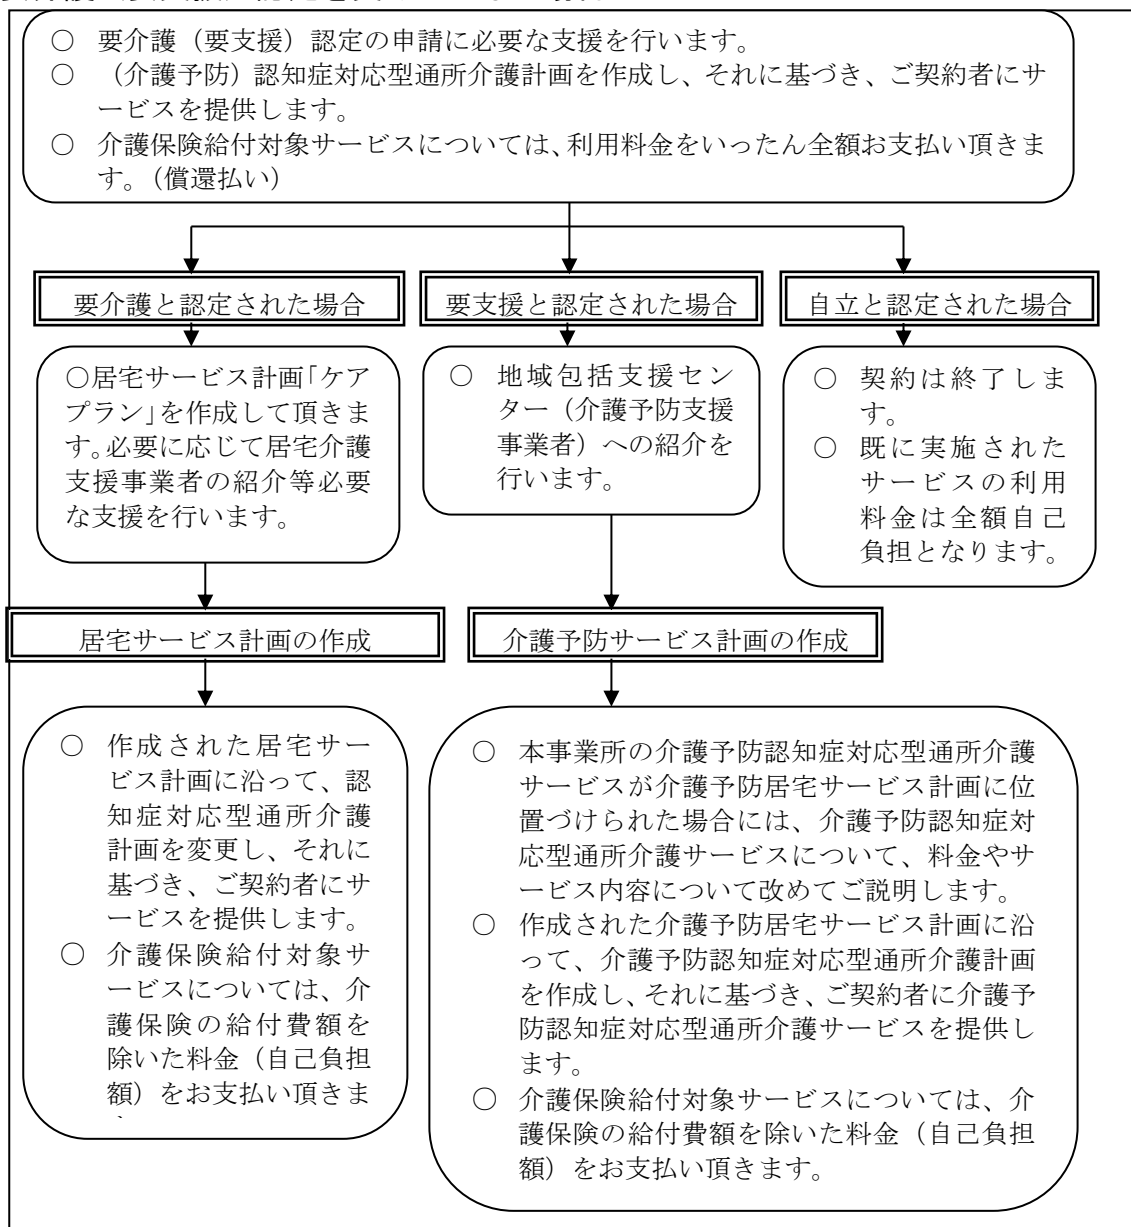 ○ 要介護（要支援）認定の申請に必要な支援を行います。
○ （介護予防）認知症対応型通所介護計画を作成し、それに基づき、ご契約者にサ
ービスを提供します。
○ 介護保険給付対象サービスについては、利用料金をいったん全額お支払い頂きま
す。（償還払い）
要介護と認定された場合
要支援と認定された場合
自立と認定された場合
○居宅サービス計画「ケア
プラン」を作成して頂きま
す。必要に応じて居宅介護
支援事業者の紹介等必要
な支援を行います。
○ 地域包括支援セン
ター（介護予防支援
事業者）への紹介を
行います。
○ 契約は終了しま
す。
○ 既に実施された
サービスの利用
料金は全額自己
負担となります。
居宅サービス計画の作成
介護予防サービス計画の作成
○ 作成された居宅サー
ビス計画に沿って、認
知症対応型通所介護
計画を変更し、それに
基づき、ご契約者にサ
ービスを提供します。
○ 介護保険給付対象サ
ービスについては、介
護保険の給付費額を
除いた料金（自己負担
額）をお支払い頂きま
○ 本事業所の介護予防認知症対応型通所介護
サービスが介護予防居宅サービス計画に位
置づけられた場合には、介護予防認知症対
応型通所介護サービスについて、料金やサ
ービス内容について改めてご説明します。
○ 作成された介護予防居宅サービス計画に沿
って、介護予防認知症対応型通所介護計画
を作成し、それに基づき、ご契約者に介護予
防認知症対応型通所介護サービスを提供し
ます。
○ 介護保険給付対象サービスについては、介
護保険の給付費額を除いた料金（自己負担
額）をお支払い頂きます。